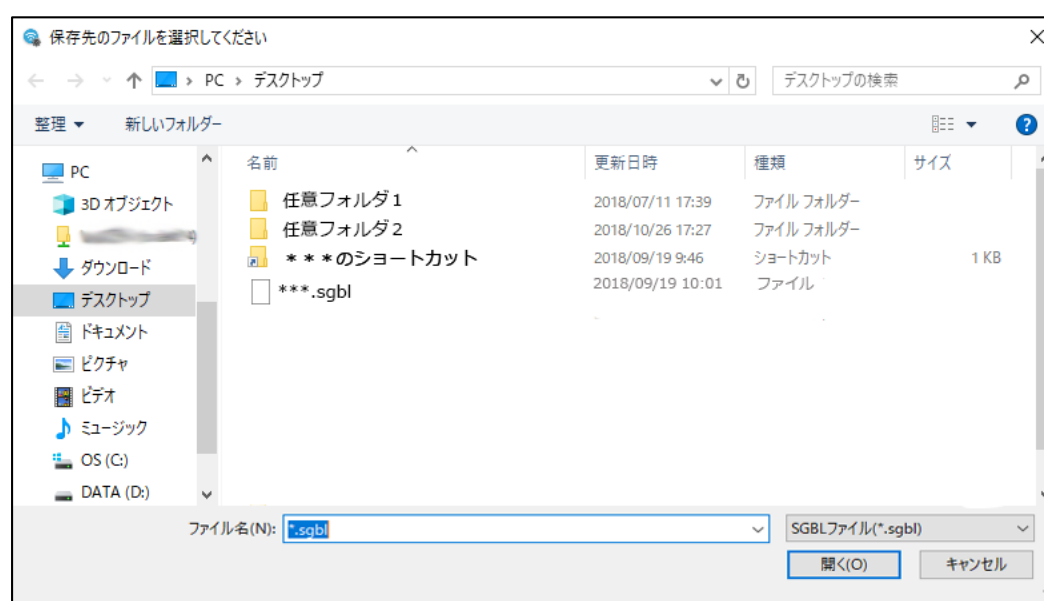 保存先のファイルを選択してください
PC › デスクトップ
デスクトップの検索
整理 新しいフォルダー
名前 更新日時 種類 サイズ
PC
3D オブジェクト
ダウンロード
デスクトップ
ドキュメント
ピクチャ
ビデオ
ミュージック
OS (C:)
DATA (D:)
任意フォルダ1 2018/07/11 17:39 ファイル フォルダー
任意フォルダ2 2018/10/26 17:27 ファイル フォルダー
***のショートカット 2018/09/19 9:46 ショートカット 1 KB
***.sgbl 2018/09/19 10:01 ファイル
ファイル名(N): *.sgbl SGBLファイル(*.sgbl)
開く(O) キャンセル